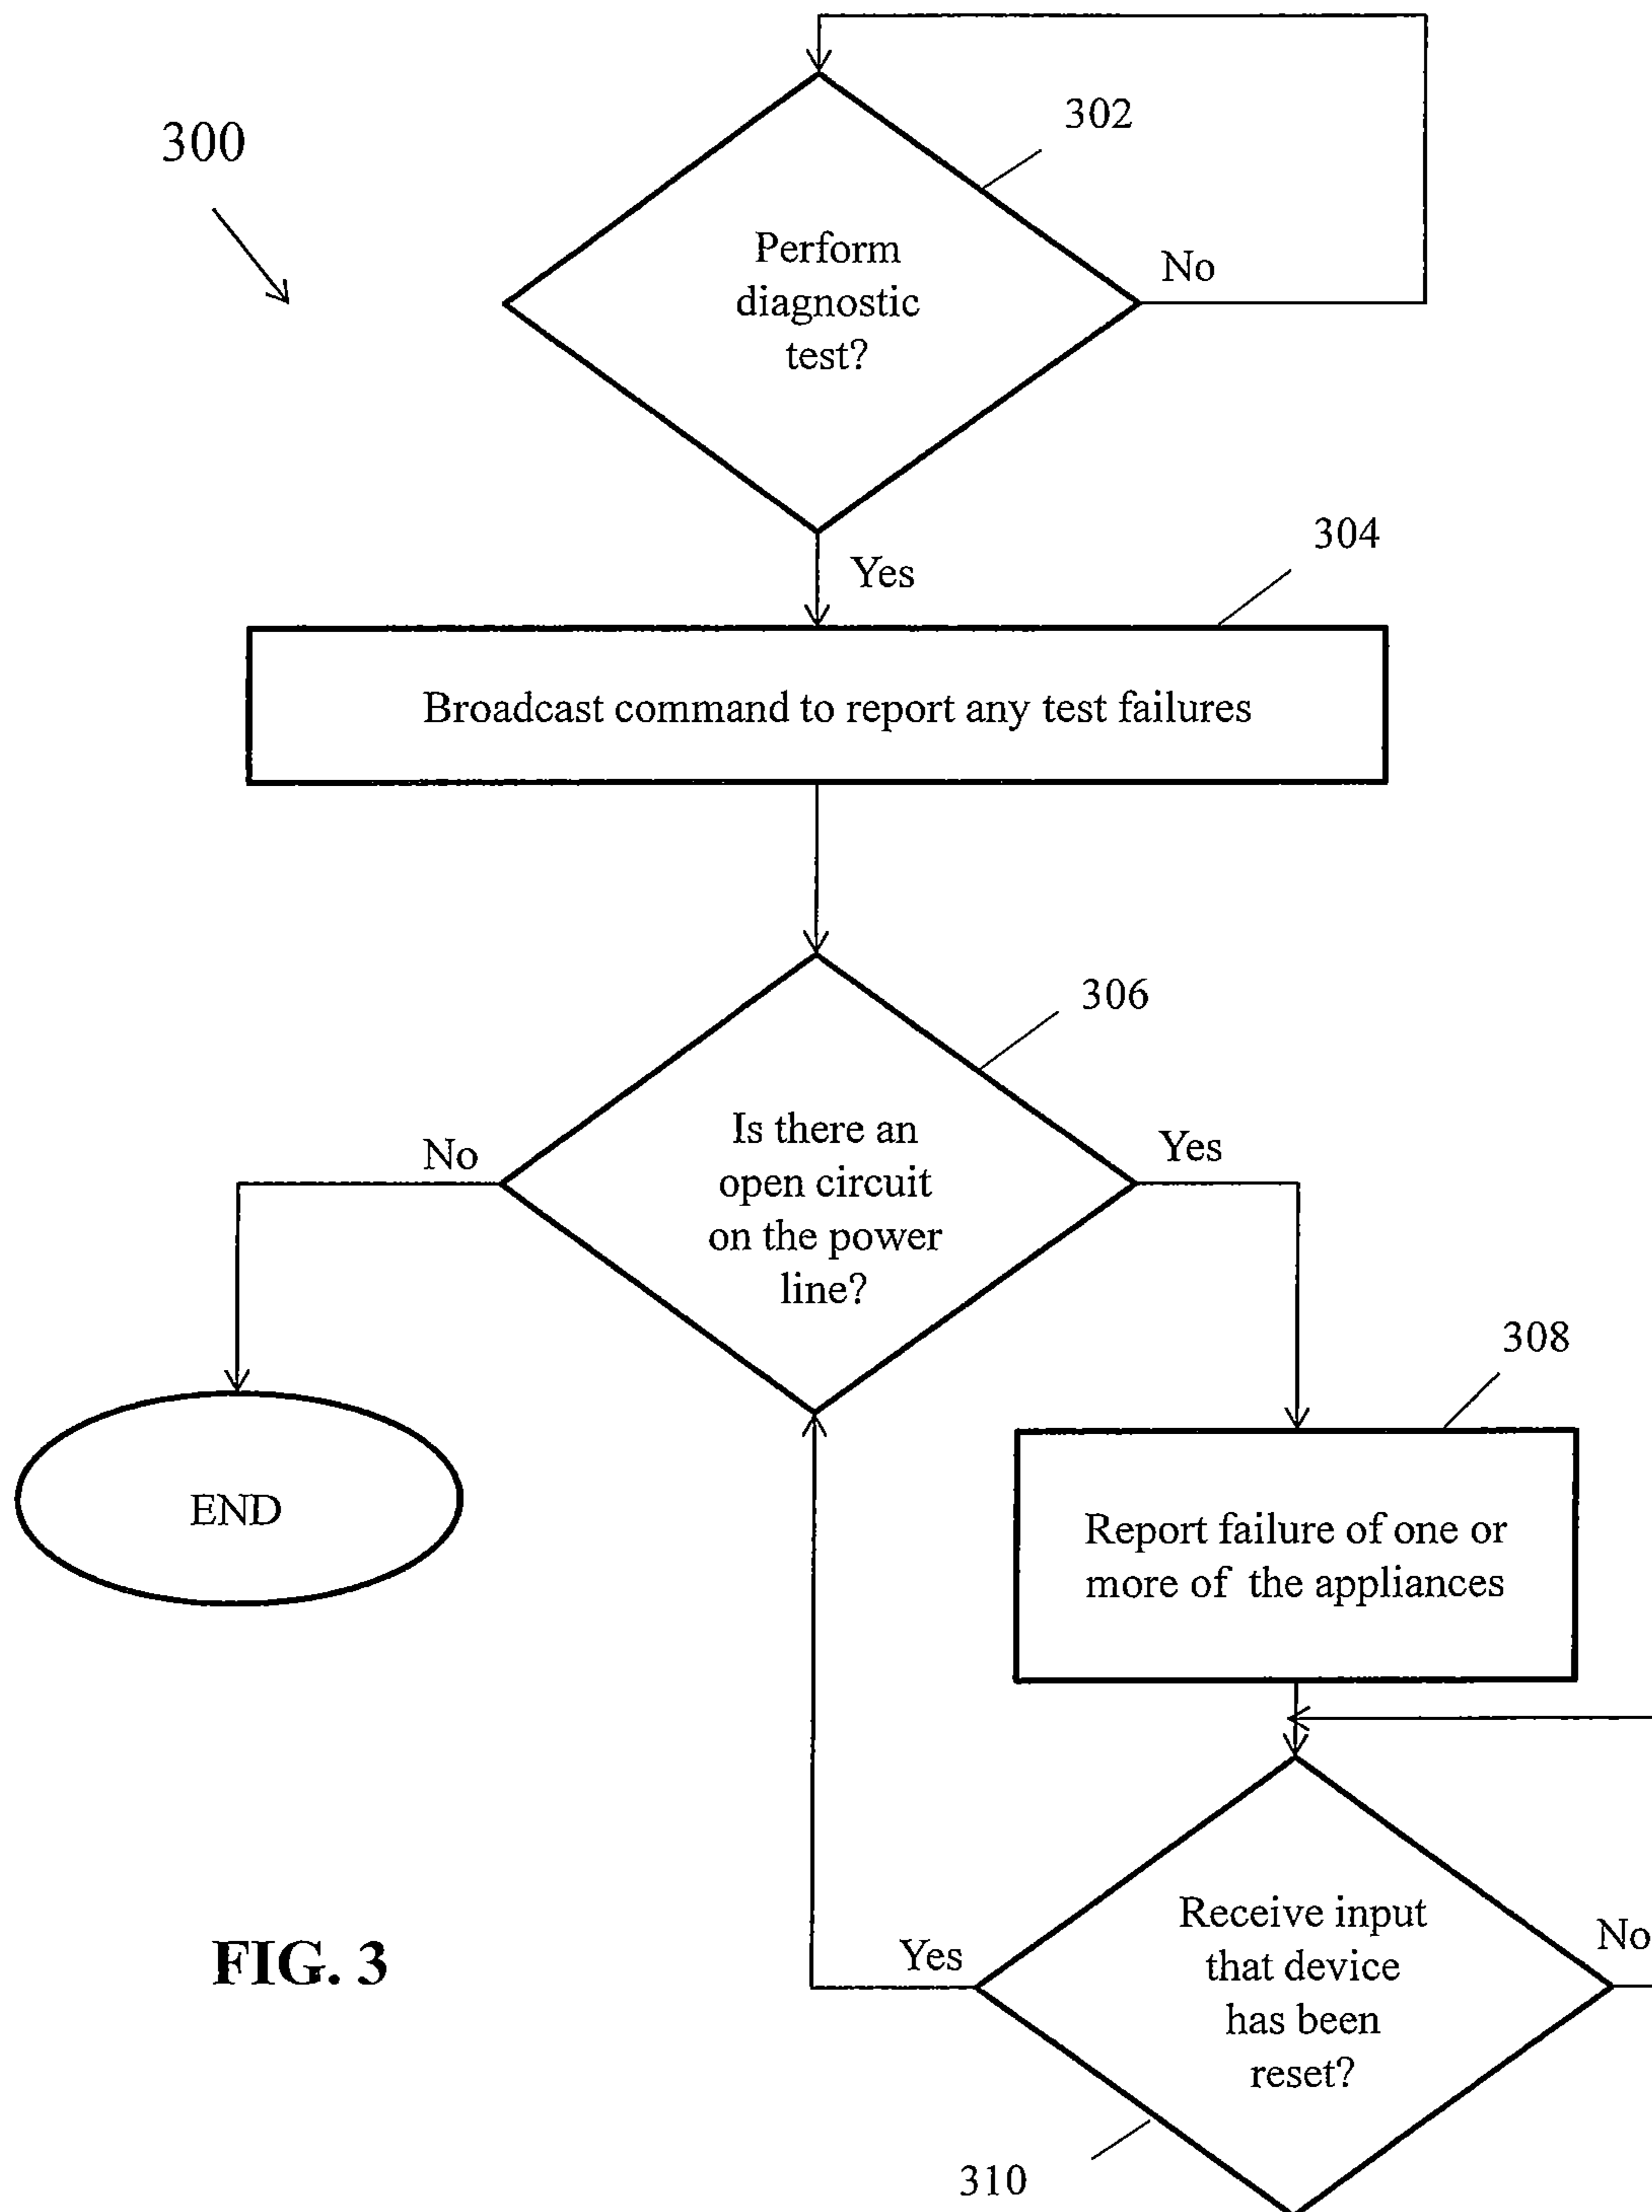 302
300
Perform
diagnostic
test?
No
Yes
304
Broadcast command to report any test failures
306
Is there an
open circuit
on the power
line?
No
Yes
308
END
Report failure of one or
more of the appliances
Receive input
that device
has been
reset?
Yes
No
FIG. 3
310